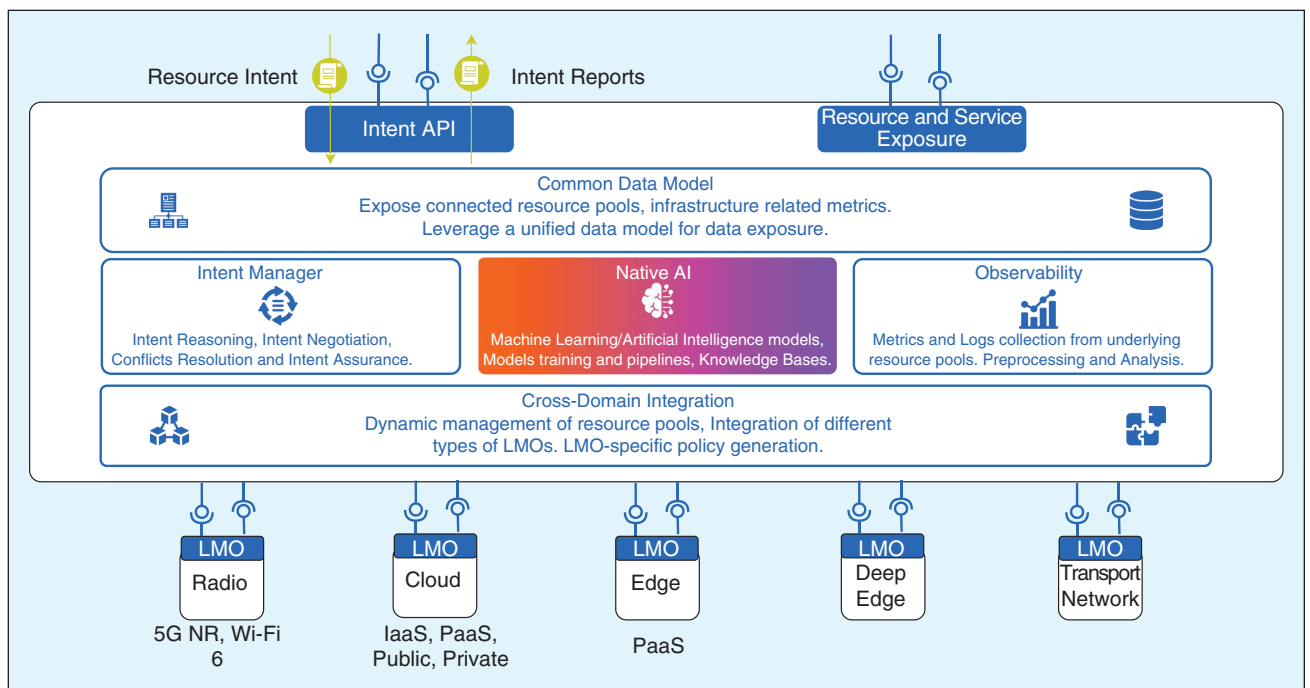 Resource Intent
Intent Reports
Intent API
Resource and Service
Exposure
Common Data Model
Expose connected resource pools, infrastructure related metrics.
Leverage a unified data model for data exposure.
Intent Manager
Intent Reasoning, Intent Negotiation,
Conflicts Resolution and Intent Assurance.
Native AI
Machine Learning/Artificial Intelligence models,
Models training and pipelines, Knowledge Bases.
Observability
Metrics and Logs collection from underlying
resource pools. Preprocessing and Analysis.
Cross-Domain Integration
Dynamic management of resource pools, Integration of different
types of LMOs. LMO-specific policy generation.
LMO
Radio
5G NR, Wi-Fi
6
LMO
Cloud
IaaS, PaaS,
Public, Private
LMO
Edge
PaaS
LMO
Deep
Edge
LMO
Transport
Network